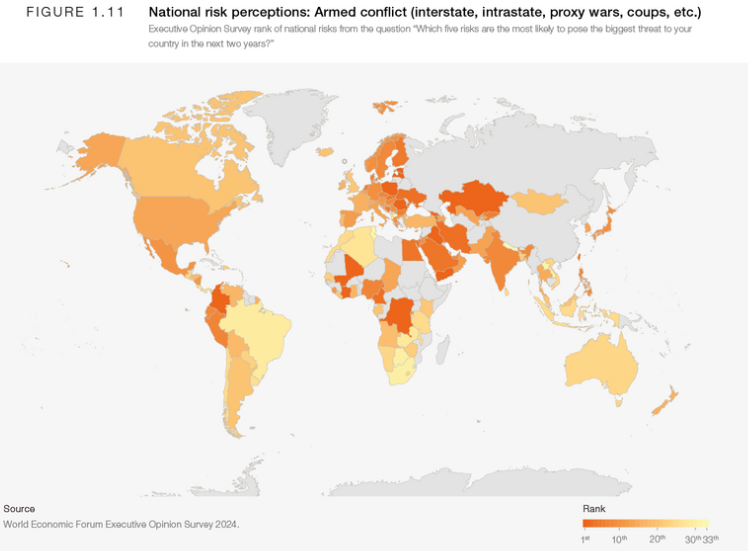 FIGURE 1.11
National risk perceptions: Armed conflict (interstate, intrastate, proxy wars, coups, etc.)
Executive Opinion Survey rank of national risks from the question "Which five risks are the most likely to pose the biggest threat to your
country in the next two years?"
Source
World Economic Forum Executive Opinion Survey 2024.
Rank
1st 10th 20th 30th 33th